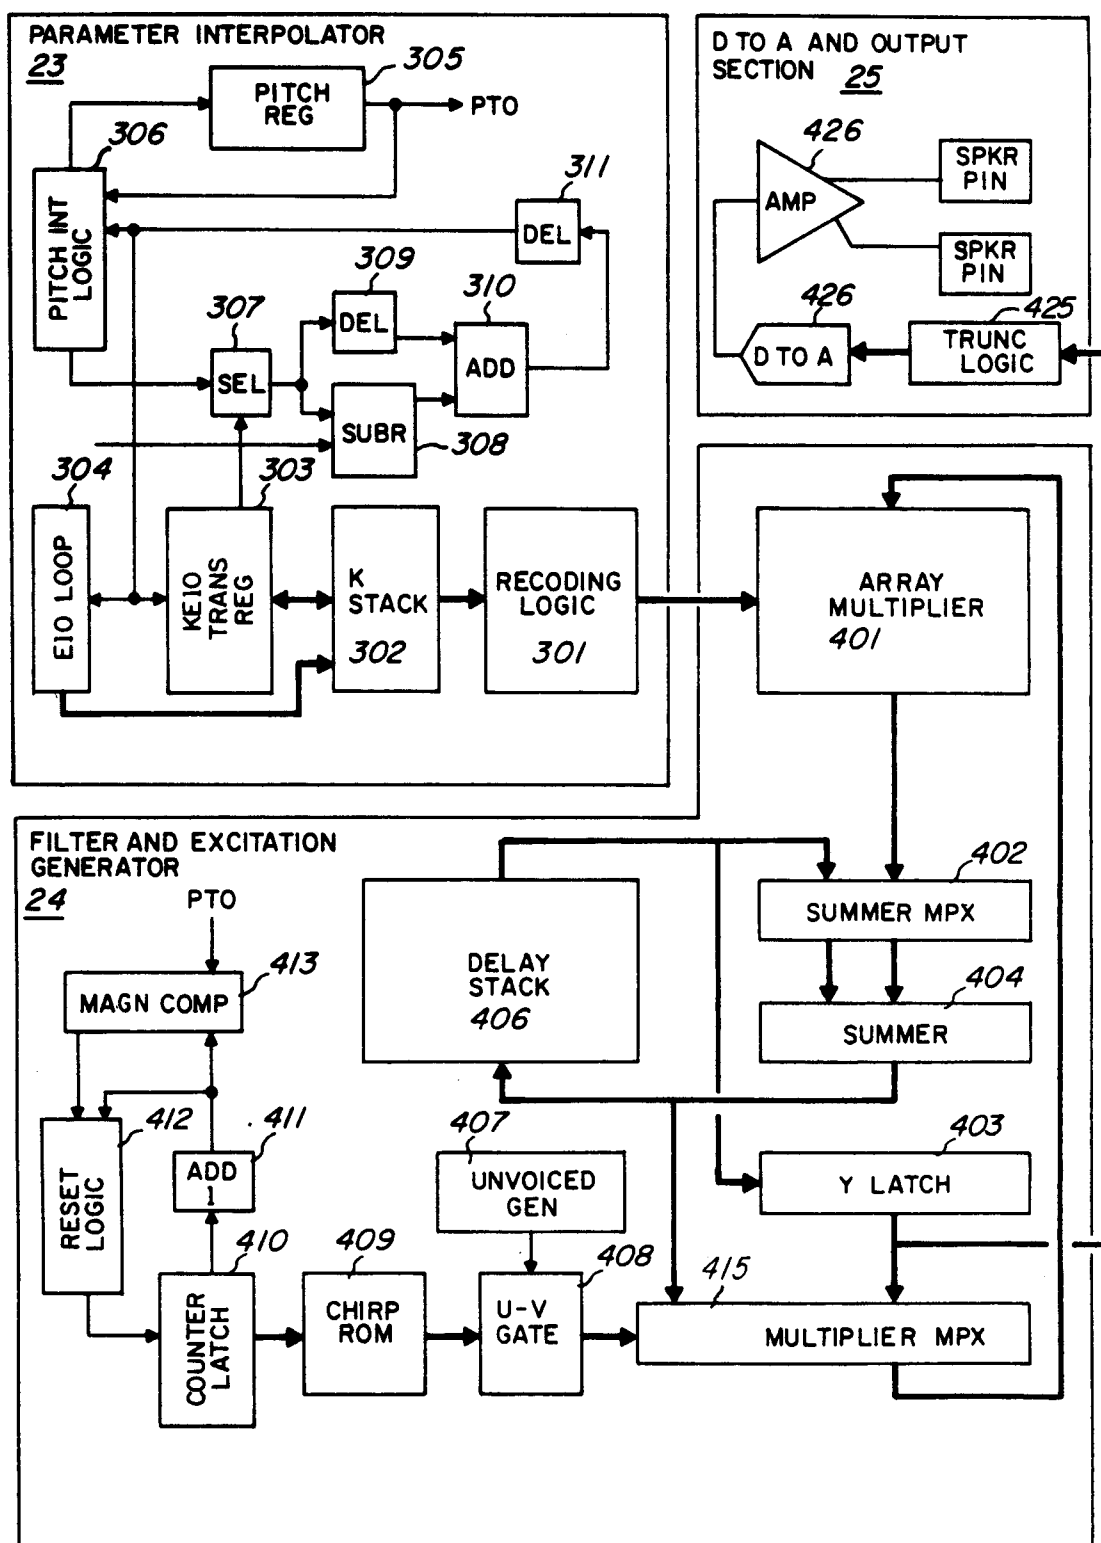 PARAMETER INTERPOLATOR
23
305
PITCH
REG
PTO
306
PITCH INT
LOGIC
311
DEL
309
DEL
310
ADD
307
SEL
SUBR
308
304
E10 LOOP
303
KE10
TRANS
REG
K
STACK
302
RECODING
LOGIC
301
D TO A AND OUTPUT
SECTION 25
426
AMP
SPKR
PIN
SPKR
PIN
426
D TO A
425
TRUNC
LOGIC
ARRAY
MULTIPLIER
401
FILTER AND EXCITATION
GENERATOR
24
PTO
413
MAGN COMP
412
RESET
LOGIC
411
ADD
1
410
COUNTER
LATCH
409
CHIRP
ROM
407
UNVOICED
GEN
408
U-V
GATE
DELAY
STACK
406
402
SUMMER MPX
404
SUMMER
403
Y LATCH
415
MULTIPLIER MPX